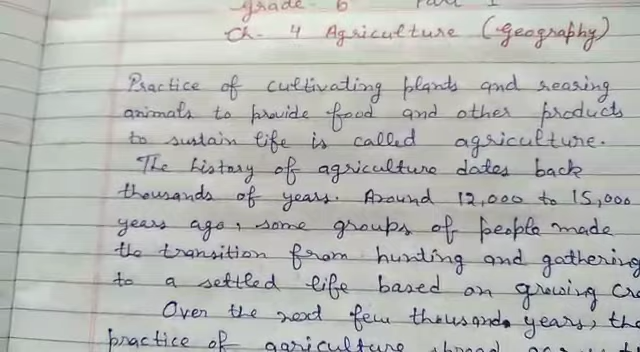 Grade - 6 Part I
Ch- 4 Agriculture (Geography)
Practice of cultivating plants and rearing
animals to provide food and other products
to sustain life is called agriculture.
The history of agriculture dates back
thousands of years. Around 12,000 to 15,000
years ago, some groups of people made
the transition from hunting and gathering
to a settled life based on growing
Over the next few thousand years,
practice of agriculture spread